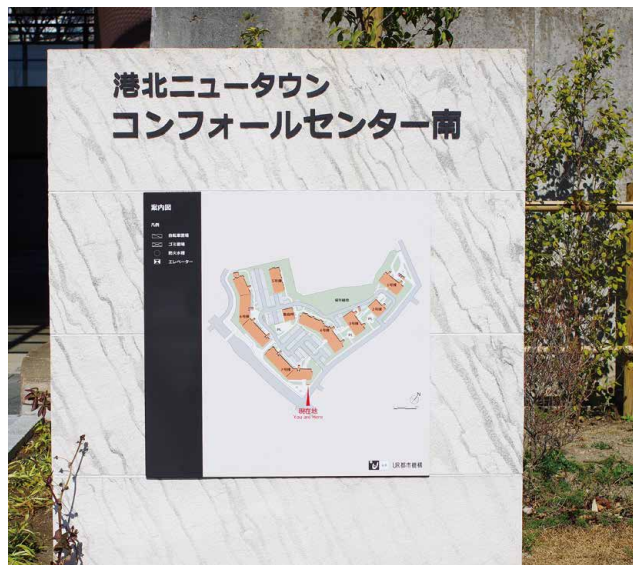 港北ニュータウン
コンフォールセンター南
案内図
凡例
自転車置場
ゴミ置場
防火水槽
エレベーター
現在地
You are Here
N
UR都市機構